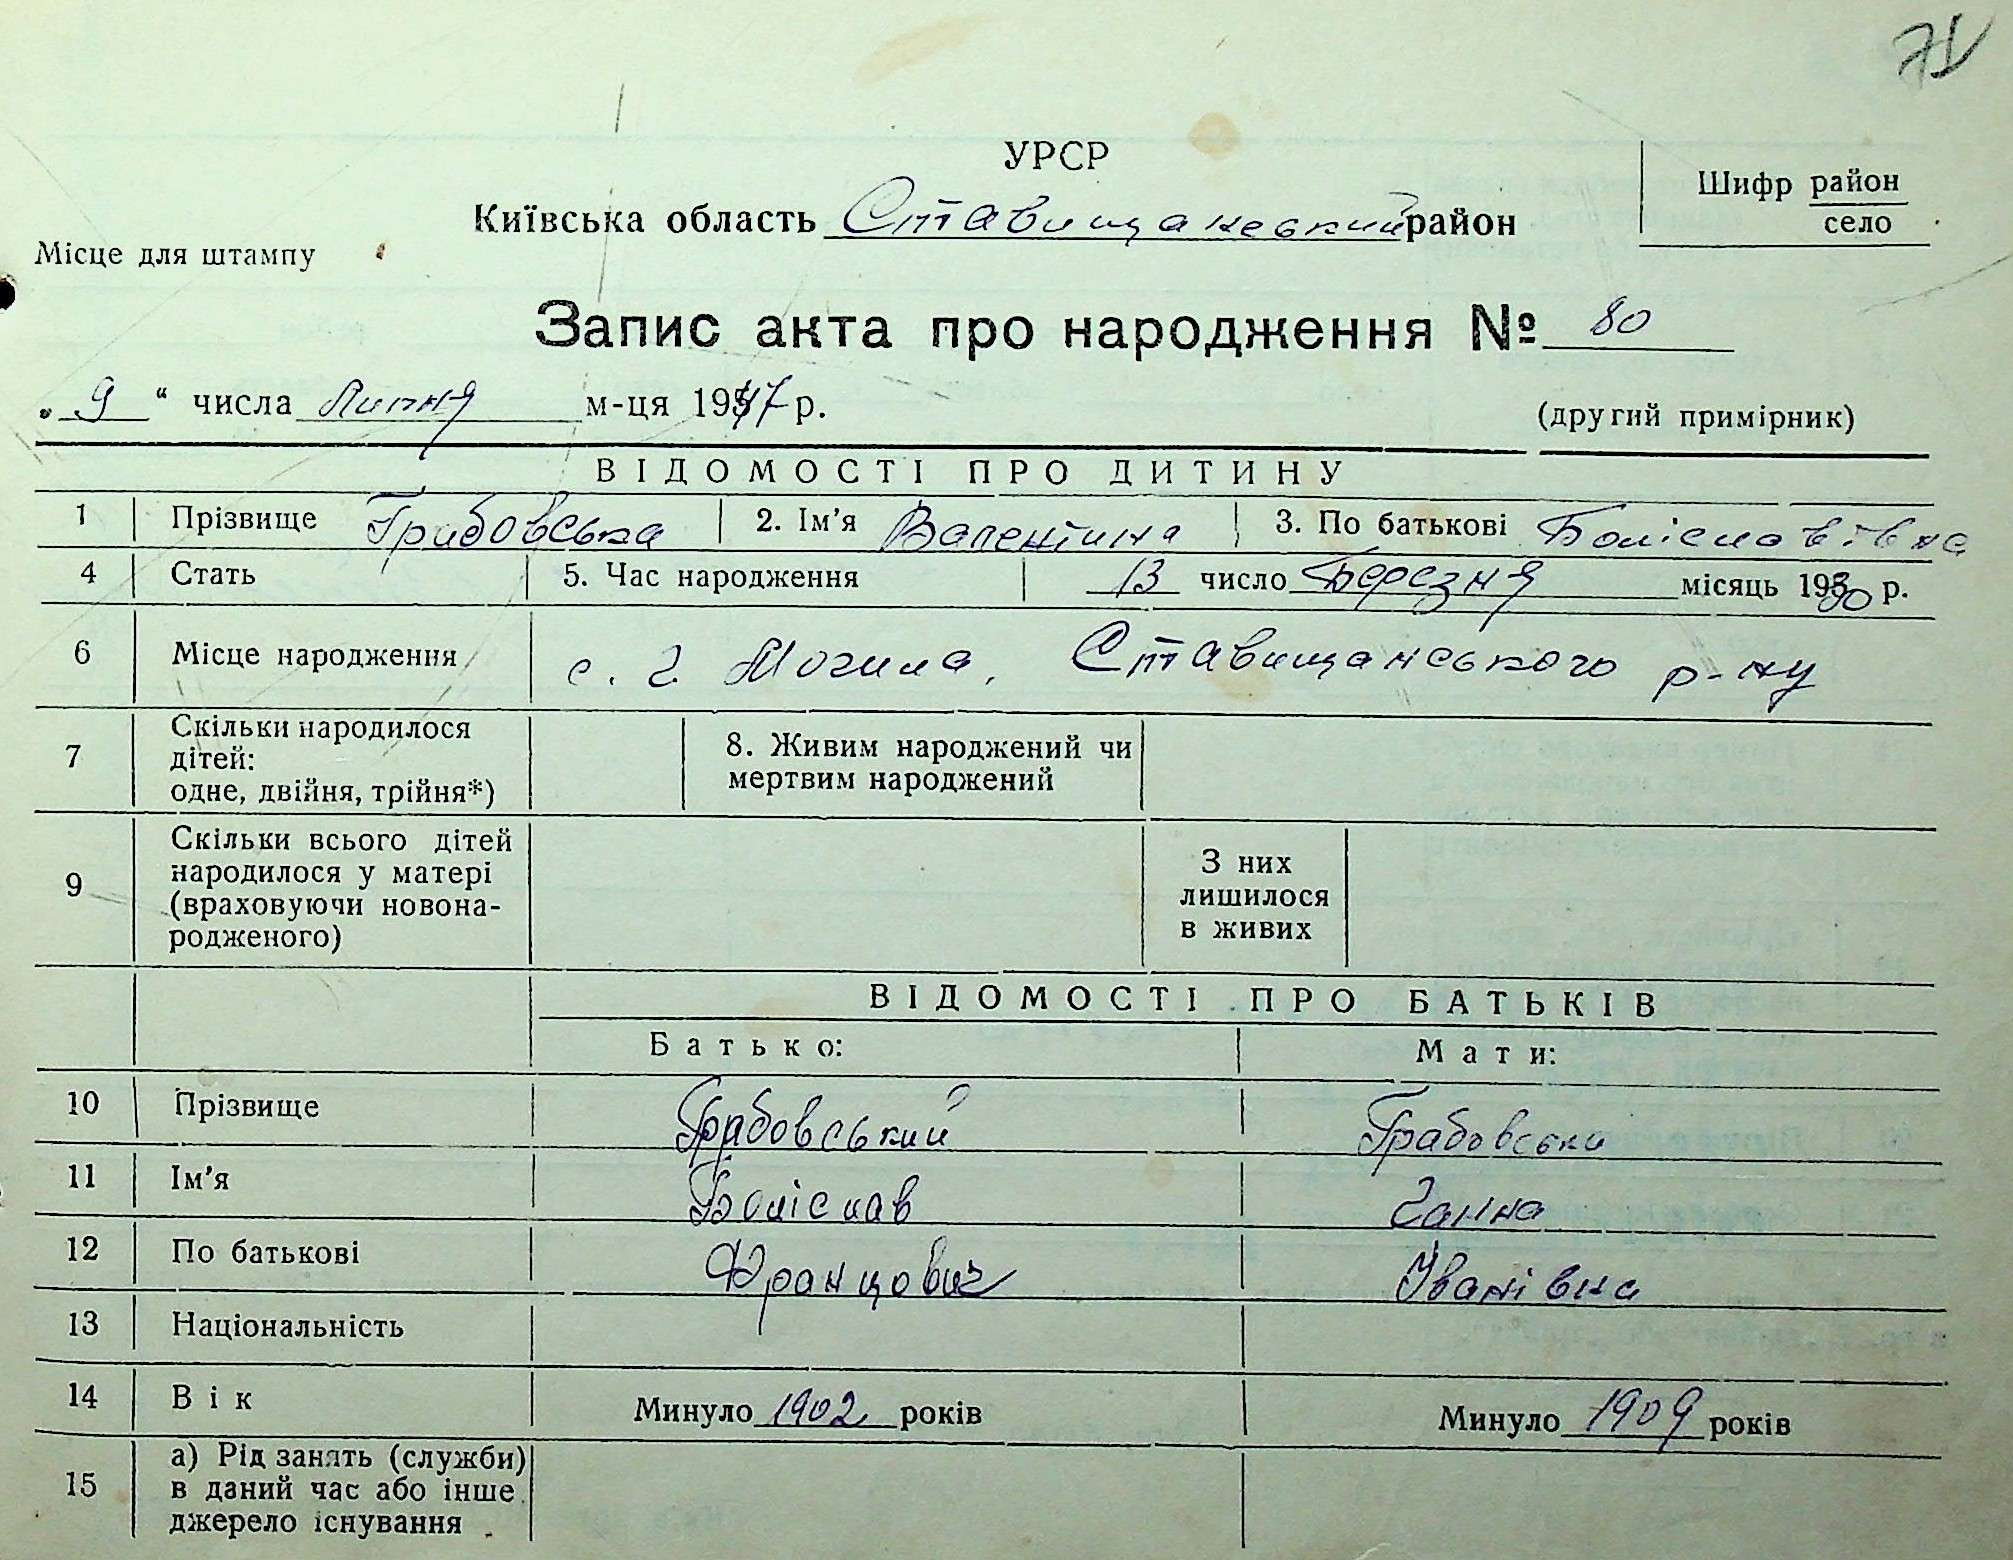 71
УРСР
Шифр район
село
Київська область Ставищанський район
Місце для штампу
Запис акта про народження № 80
„ 9 “ числа Липня м-ця 1947 р.
(другий примірник)
ВІДОМОСТІ ПРО ДИТИНУ
1 Прізвище Грабовська 2. Ім'я Валентина 3. По батькові Боліславівна
4 Стать 5. Час народження 13 число Березня місяць 1930 р.
6 Місце народження с. Г. Могила, Ставищанського р-ну
7 Скільки народилося
дітей:
одне, двійня, трійня*)
8. Живим народжений чи
мертвим народжений
9 Скільки всього дітей
народилося у матері
(враховуючи новона-
родженого)
З них
лишилося
в живих
ВІДОМОСТІ ПРО БАТЬКІВ
Батько: Мати:
10 Прізвище Грабовський Грабовська
11 Ім'я Боліслав Ганна
12 По батькові Францович Іванівна
13 Національність
14 Вік Минуло 1902 років Минуло 1909 років
15 а) Рід занять (служби)
в даний час або інше
джерело існування